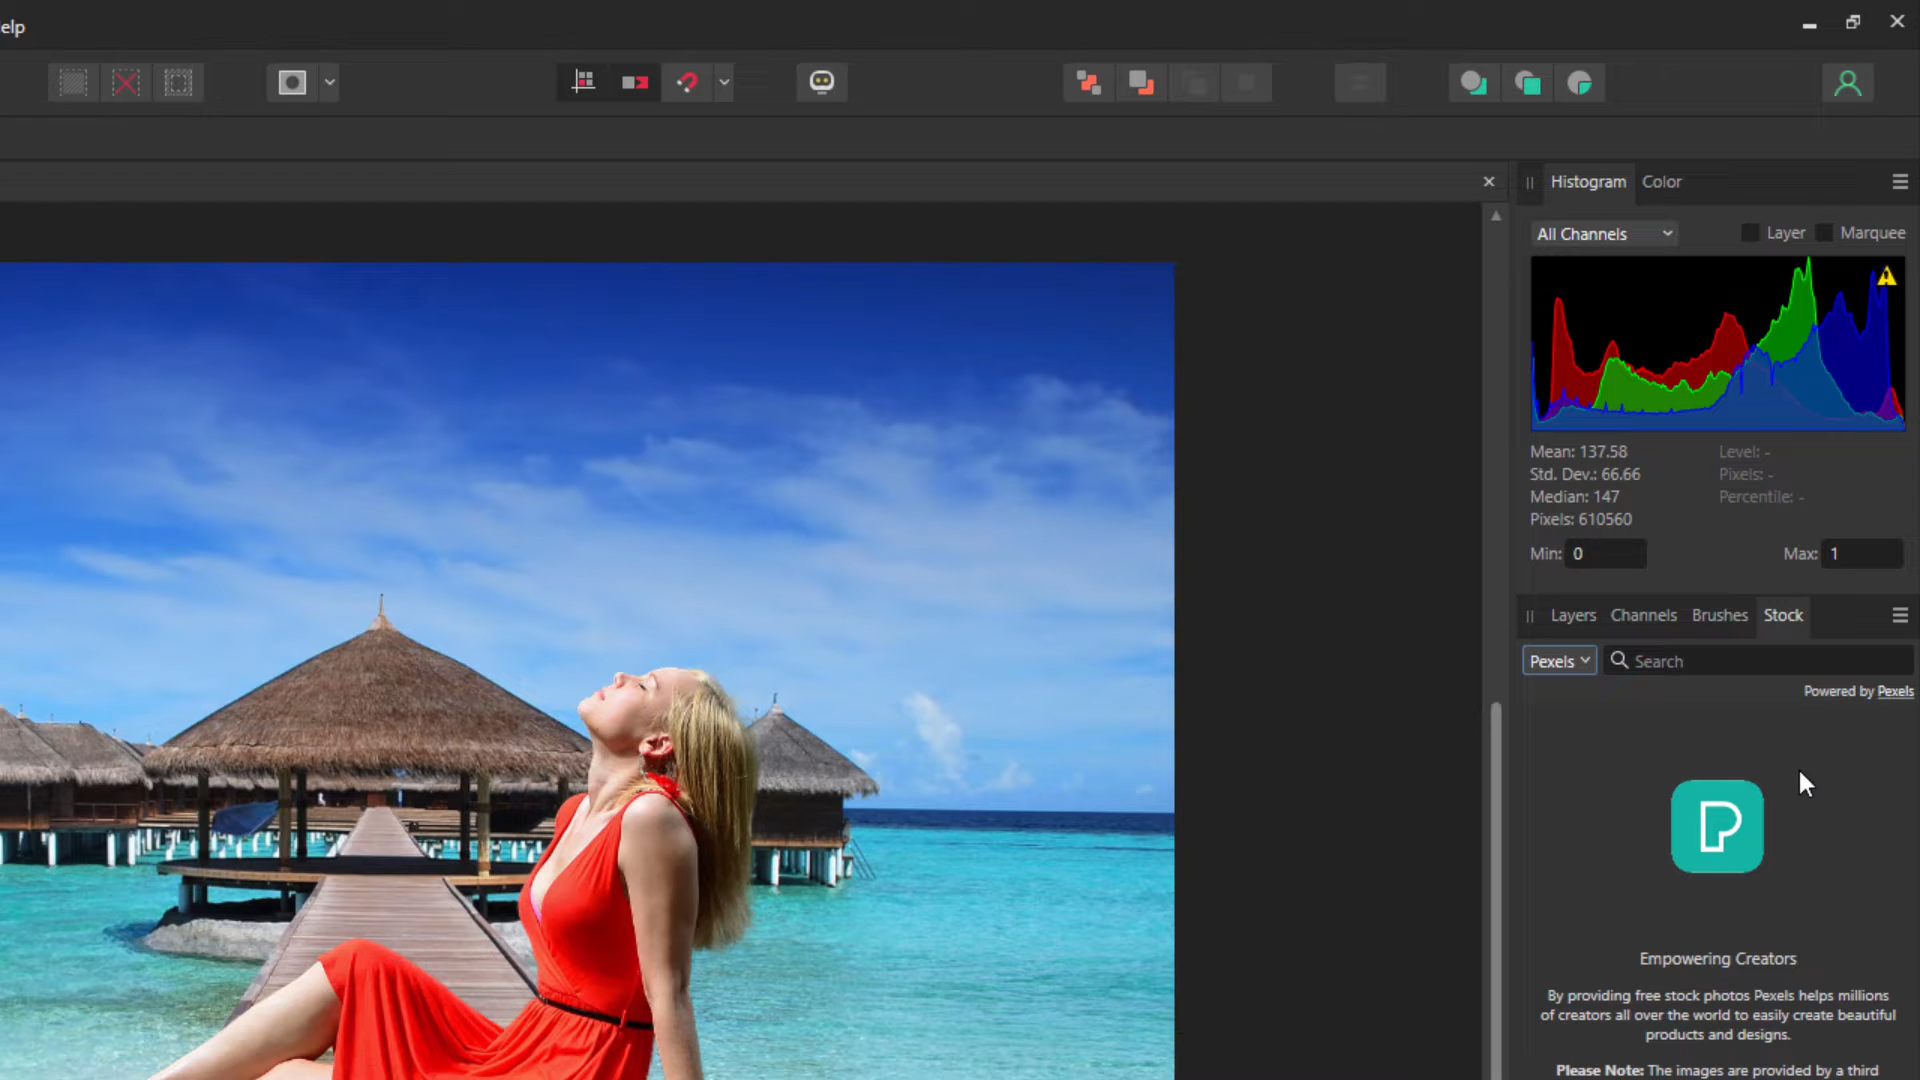 elp
Histogram Color
All Channels Layer Marquee
Mean: 137.58 Level: -
Std. Dev.: 66.66 Pixels: -
Median: 147 Percentile: -
Pixels: 610560
Min: 0 Max: 1
Layers Channels Brushes Stock
Pexels Search
Powered by Pexels
Empowering Creators
By providing free stock photos Pexels helps millions
of creators all over the world to easily create beautiful
products and designs.
Please Note: The images are provided by a third